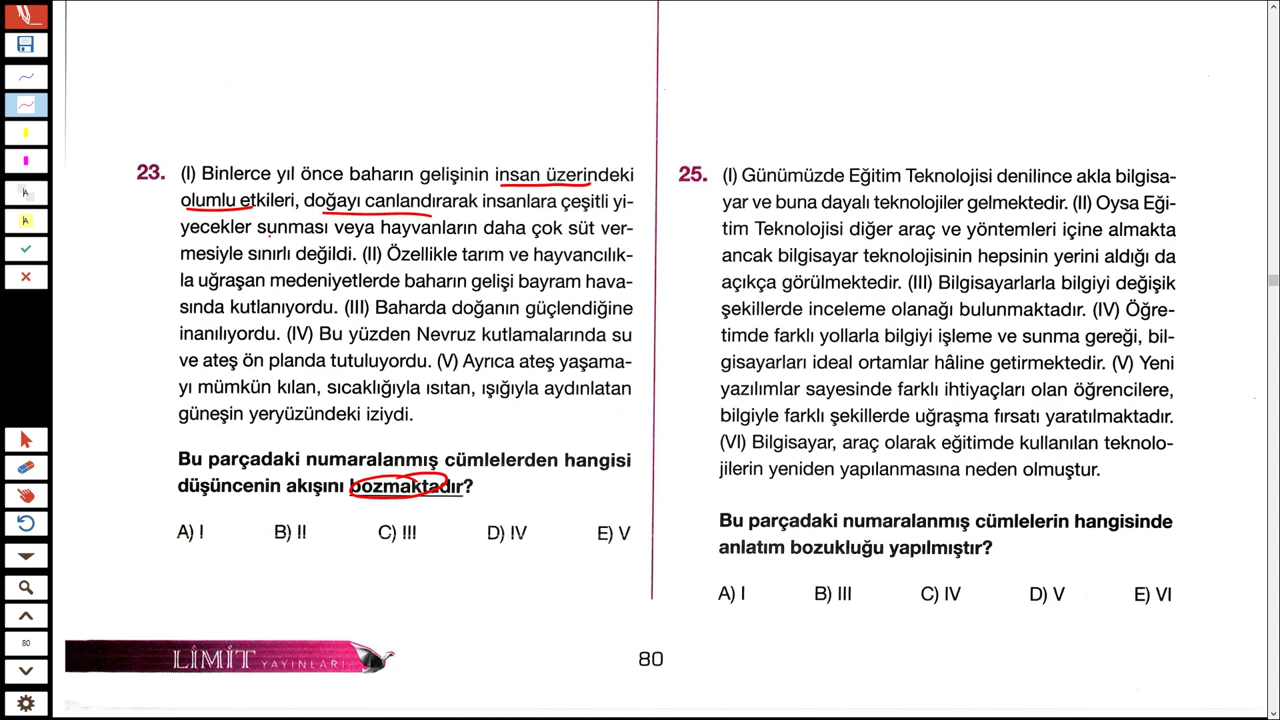 23. (I) Binlerce yıl önce baharın gelişinin insan üzerindeki
olumlu etkileri, doğayı canlandırarak insanlara çeşitli yi-
yecekler sunması veya hayvanların daha çok süt ver-
mesiyle sınırlı değildi. (II) Özellikle tarım ve hayvancılık-
la uğraşan medeniyetlerde baharın gelişi bayram hava-
sında kutlanıyordu. (III) Baharda doğanın güçlendiğine
inanılıyordu. (IV) Bu yüzden Nevruz kutlamalarında su
ve ateş ön planda tutuluyordu. (V) Ayrıca ateş yaşama-
yı mümkün kılan, sıcaklığıyla ısıtan, ışığıyla aydınlatan
güneşin yeryüzündeki iziydi.
Bu parçadaki numaralanmış cümlelerden hangisi
düşüncenin akışını bozmaktadır?
A) I B) II C) III D) IV E) V
25. (I) Günümüzde Eğitim Teknolojisi denilince akla bilgisa-
yar ve buna dayalı teknolojiler gelmektedir. (II) Oysa Eği-
tim Teknolojisi diğer araç ve yöntemleri içine almakta
ancak bilgisayar teknolojisinin hepsinin yerini aldığı da
açıkça görülmektedir. (III) Bilgisayarlarla bilgiyi değişik
şekillerde inceleme olanağı bulunmaktadır. (IV) Öğre-
timde farklı yollarla bilgiyi işleme ve sunma gereği, bil-
gisayarları ideal ortamlar hâline getirmektedir. (V) Yeni
yazılımlar sayesinde farklı ihtiyaçları olan öğrencilere,
bilgiyle farklı şekillerde uğraşma fırsatı yaratılmaktadır.
(VI) Bilgisayar, araç olarak eğitimde kullanılan teknolo-
jilerin yeniden yapılanmasına neden olmuştur.
Bu parçadaki numaralanmış cümlelerin hangisinde
anlatım bozukluğu yapılmıştır?
A) I B) III C) IV D) V E) VI
LİMİT YAYINLARI
80
80